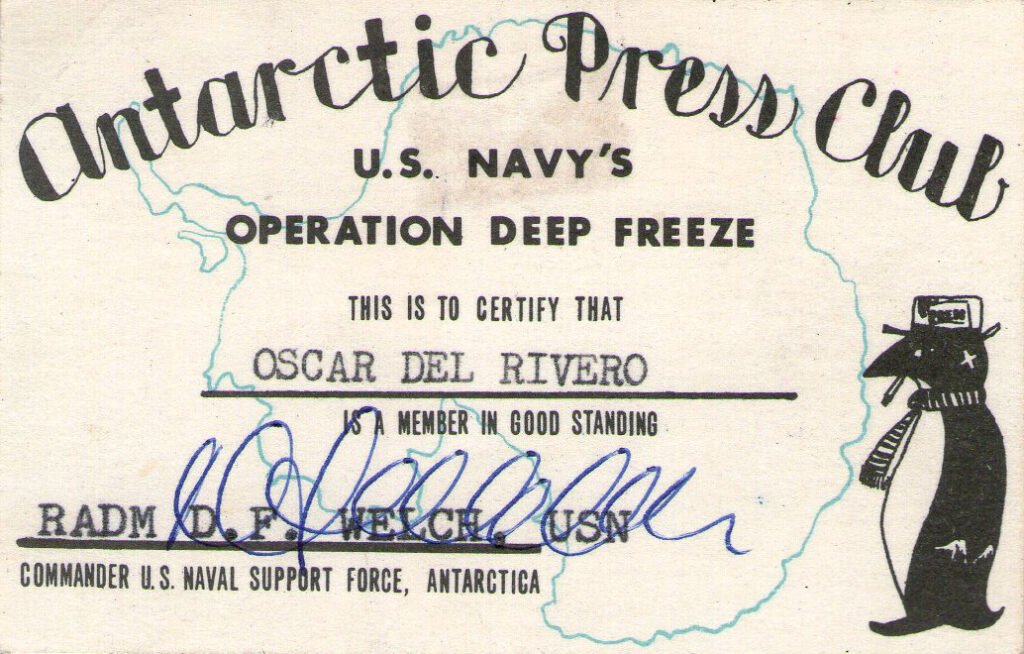 Antarctic Press Club
U.S. NAVY'S
OPERATION DEEP FREEZE
THIS IS TO CERTIFY THAT
OSCAR DEL RIVERO
IS A MEMBER IN GOOD STANDING
RADM D.F. WELCH. USN
COMMANDER U.S. NAVAL SUPPORT FORCE, ANTARCTICA
PRESS